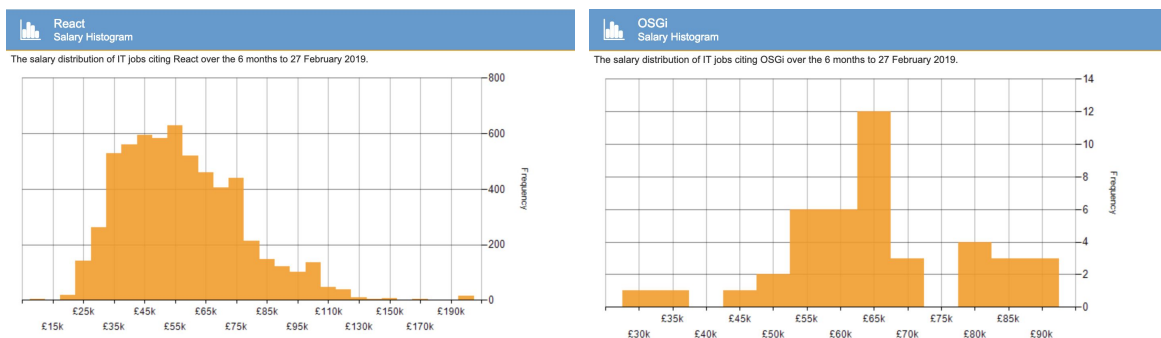 React
Salary Histogram
The salary distribution of IT jobs citing React over the 6 months to 27 February 2019.
800
600
400
200
0
Frequency
£25k £45k £65k £85k £110k £150k £190k
£15k £35k £55k £75k £95k £130k £170k
OSGi
Salary Histogram
The salary distribution of IT jobs citing OSGi over the 6 months to 27 February 2019.
14
12
10
8
6
4
2
0
Frequency
£35k £45k £55k £65k £75k £85k
£30k £40k £50k £60k £70k £80k £90k